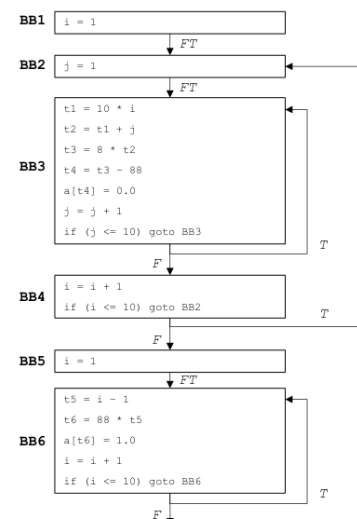 BB1
i = 1
FT
BB2
j = 1
FT
BB3
t1 = 10 * i
t2 = t1 + j
t3 = 8 * t2
t4 = t3 - 88
a[t4] = 0.0
j = j + 1
if (j <= 10) goto BB3
T
F
BB4
i = i + 1
if (i <= 10) goto BB2
T
F
BB5
i = 1
FT
BB6
t5 = i - 1
t6 = 88 * t5
a[t6] = 1.0
i = i + 1
if (i <= 10) goto BB6
T
F